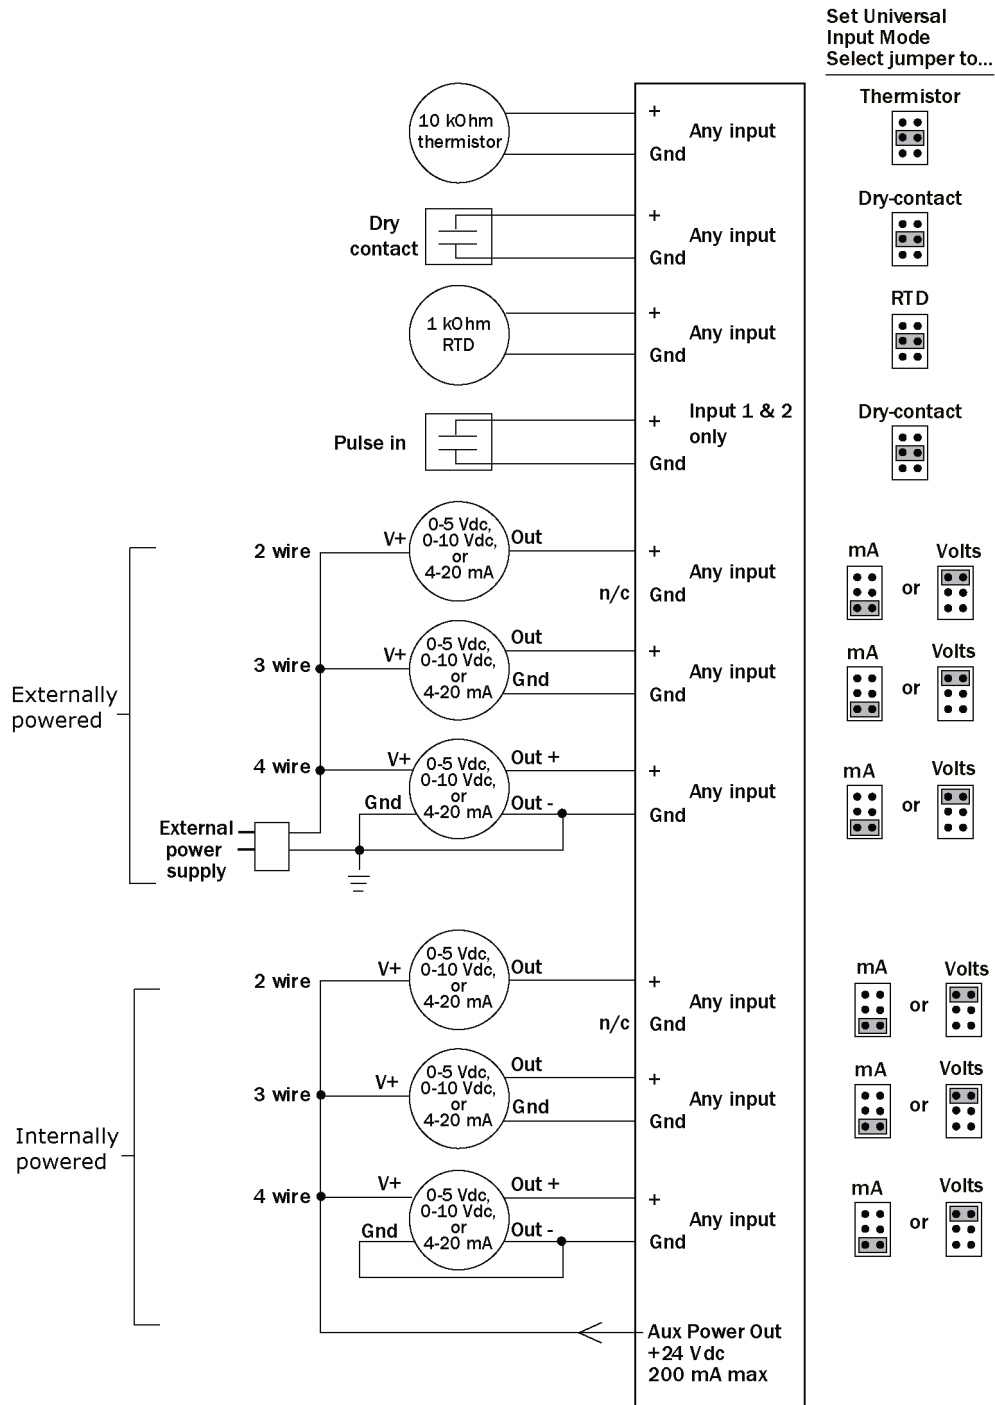 Set Universal
Input Mode
Select jumper to...
10 kOhm
thermistor
+
Gnd
Any input
Thermistor
Dry
contact
+
Gnd
Any input
Dry-contact
1 kOhm
RTD
+
Gnd
Any input
RTD
Pulse in
+
Gnd
Input 1 & 2
only
Dry-contact
Externally
powered
2 wire
V+
0-5 Vdc,
0-10 Vdc,
or
4-20 mA
Out
n/c
+
Gnd
Any input
mA
or
Volts
3 wire
V+
0-5 Vdc,
0-10 Vdc,
or
4-20 mA
Out
Gnd
+
Gnd
Any input
mA
or
Volts
4 wire
V+
Gnd
0-5 Vdc,
0-10 Vdc,
or
4-20 mA
Out +
Out -
+
Gnd
Any input
mA
or
Volts
External
power
supply
Internally
powered
2 wire
V+
0-5 Vdc,
0-10 Vdc,
or
4-20 mA
Out
n/c
+
Gnd
Any input
mA
or
Volts
3 wire
V+
0-5 Vdc,
0-10 Vdc,
or
4-20 mA
Out
Gnd
+
Gnd
Any input
mA
or
Volts
4 wire
V+
Gnd
0-5 Vdc,
0-10 Vdc,
or
4-20 mA
Out +
Out -
+
Gnd
Any input
mA
or
Volts
Aux Power Out
+24 Vdc
200 mA max